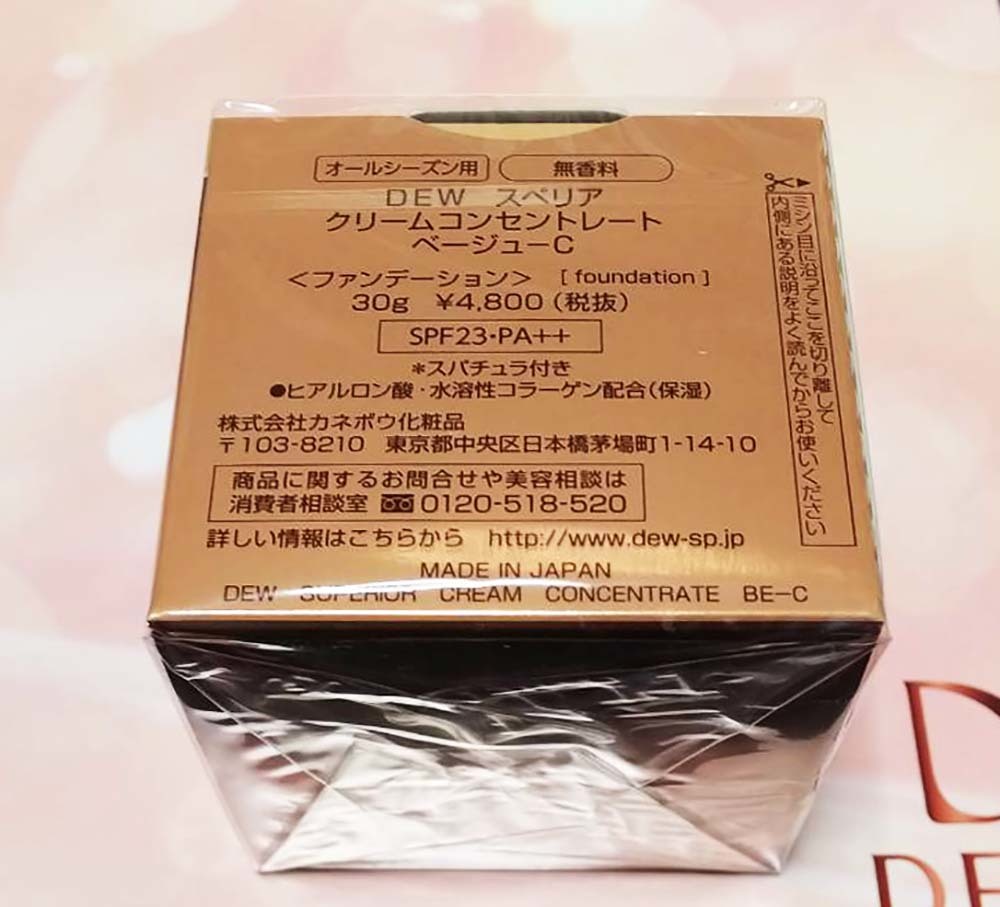 オールシーズン用 無香料
DEW スペリア
クリームコンセントレート
ベージュ－C
＜ファンデーション＞ [foundation]
30g ¥4,800（税抜）
SPF23・PA++
＊スパチュラ付き
●ヒアルロン酸・水溶性コラーゲン配合（保湿）
株式会社カネボウ化粧品
〒103-8210 東京都中央区日本橋茅場町1-14-10
商品に関するお問合せや美容相談は
消費者相談室 0120-518-520
詳しい情報はこちらから http://www.dew-sp.jp
MADE IN JAPAN
DEW SUPERIOR CREAM CONCENTRATE BE-C
ミシン目に沿ってここを切り離して
内側にある説明をよく読んでからお使いください
D
DE